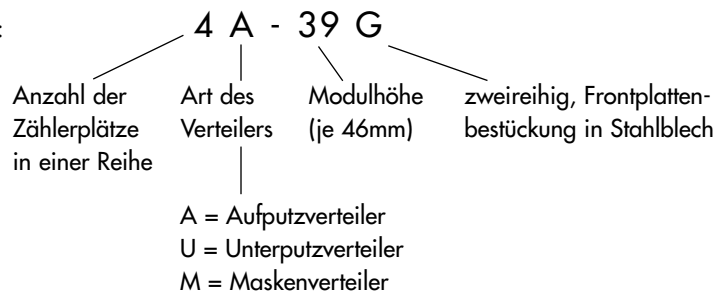 : 4 A - 39 G
Anzahl der
Zählerplätze
in einer Reihe
Art des
Verteilers
Modulhöhe
(je 46mm)
zweireihig, Frontplatten-
bestückung in Stahlblech
A = Aufputzverteiler
U = Unterputzverteiler
M = Maskenverteiler